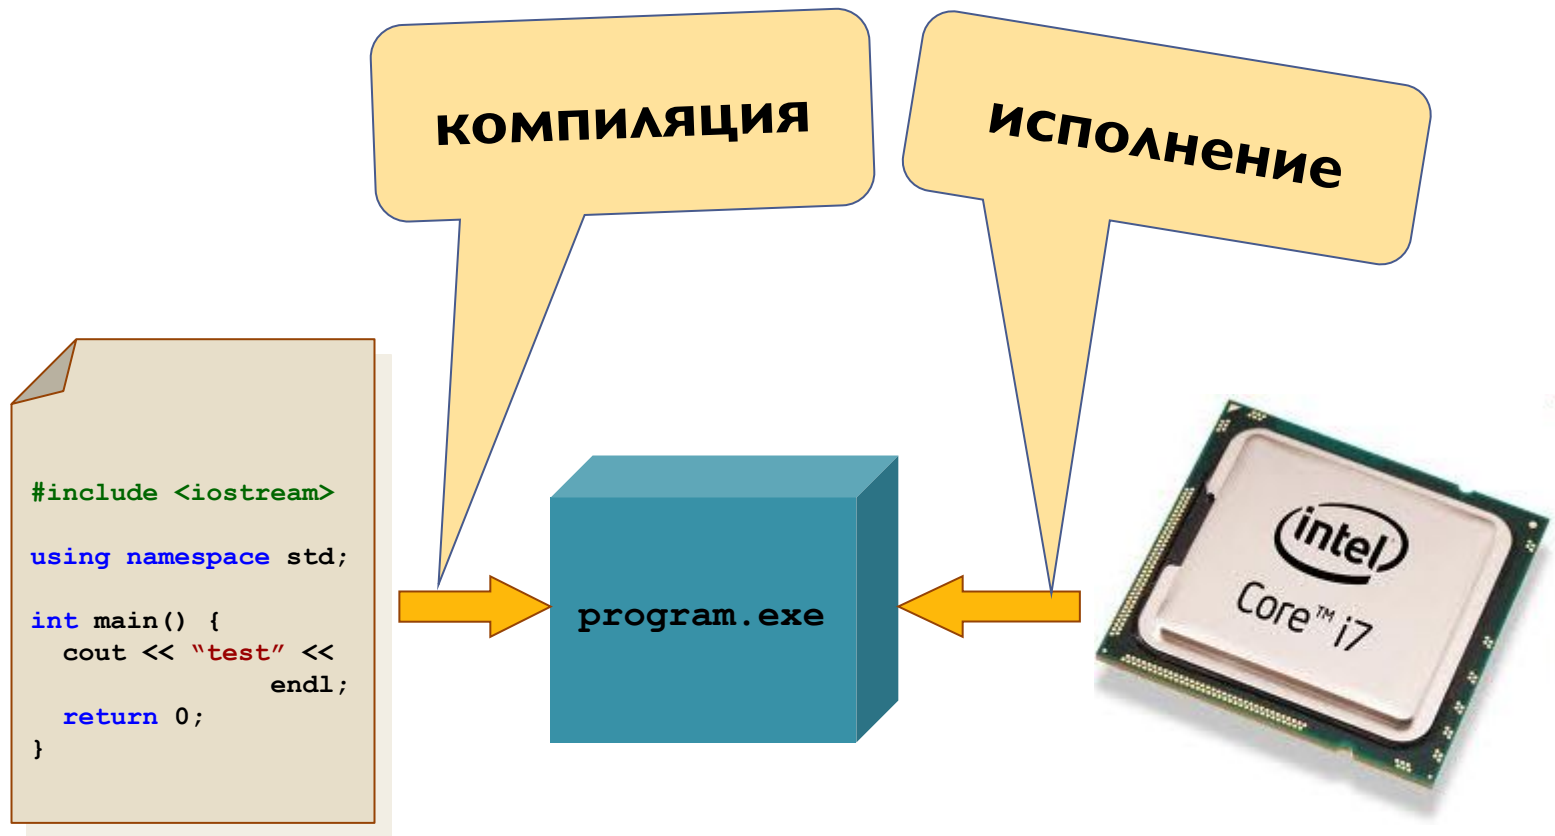 компиляция
исполнение
#include <iostream>
using namespace std;
int main() {
cout << “test” <<
endl;
return 0;
}
program.exe
intel
Core™ i7